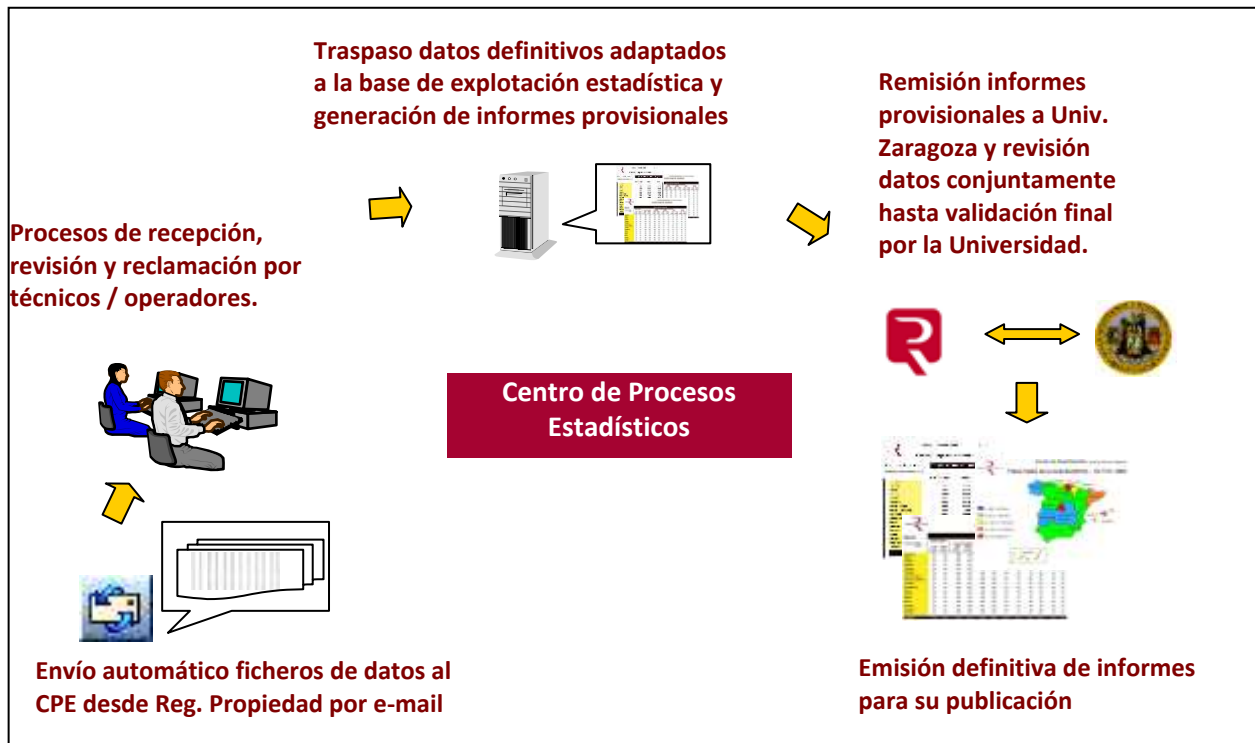 Traspaso datos definitivos adaptados
a la base de explotación estadística y
generación de informes provisionales
Remisión informes
provisionales a Univ.
Zaragoza y revisión
datos conjuntamente
hasta validación final
por la Universidad.
Procesos de recepción,
revisión y reclamación por
técnicos / operadores.
Centro de Procesos
Estadísticos
Envío automático ficheros de datos al
CPE desde Reg. Propiedad por e-mail
Emisión definitiva de informes
para su publicación